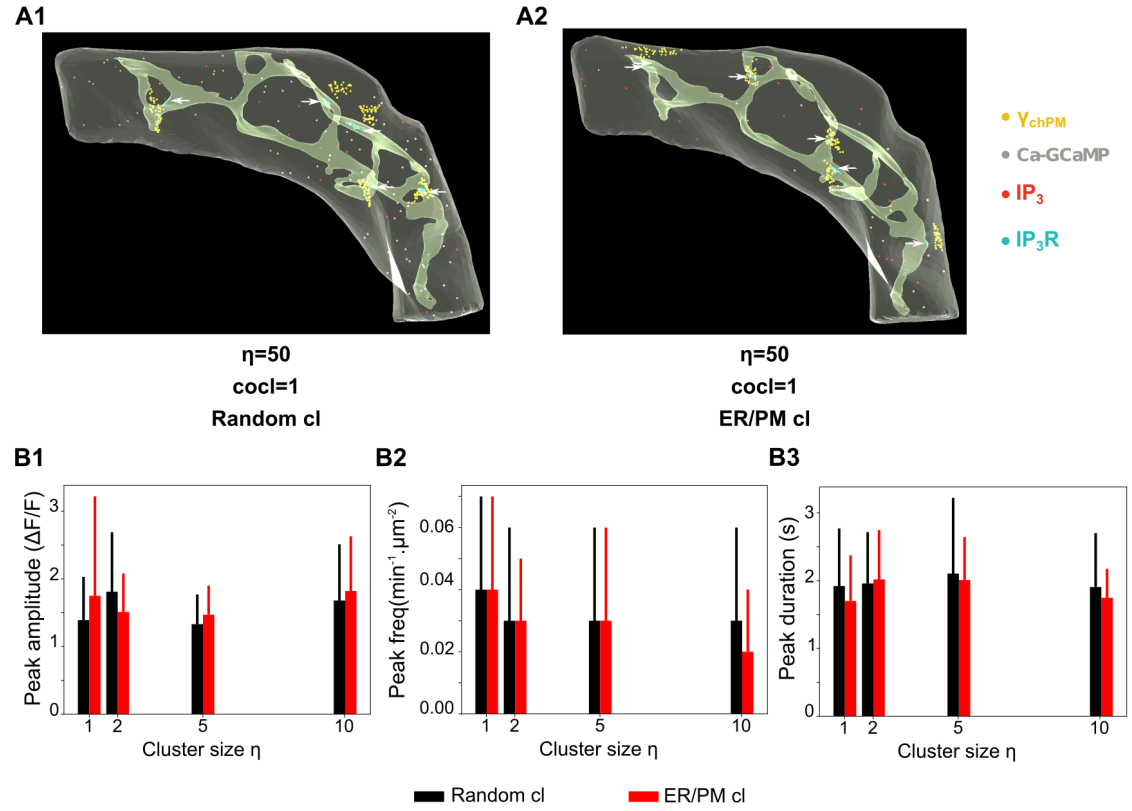 A1
A2
γchPM
Ca-GCaMP
IP3
IP3R
η=50
cocl=1
Random cl
η=50
cocl=1
ER/PM cl
B1
B2
B3
Peak amplitude (ΔF/F)
3
2
1
0
1 2 5 10
Cluster size η
Peak freq(min⁻¹.μm⁻²)
0.06
0.04
0.02
0.00
1 2 5 10
Cluster size η
Peak duration (s)
3
2
1
0
1 2 5 10
Cluster size η
Random cl
ER/PM cl